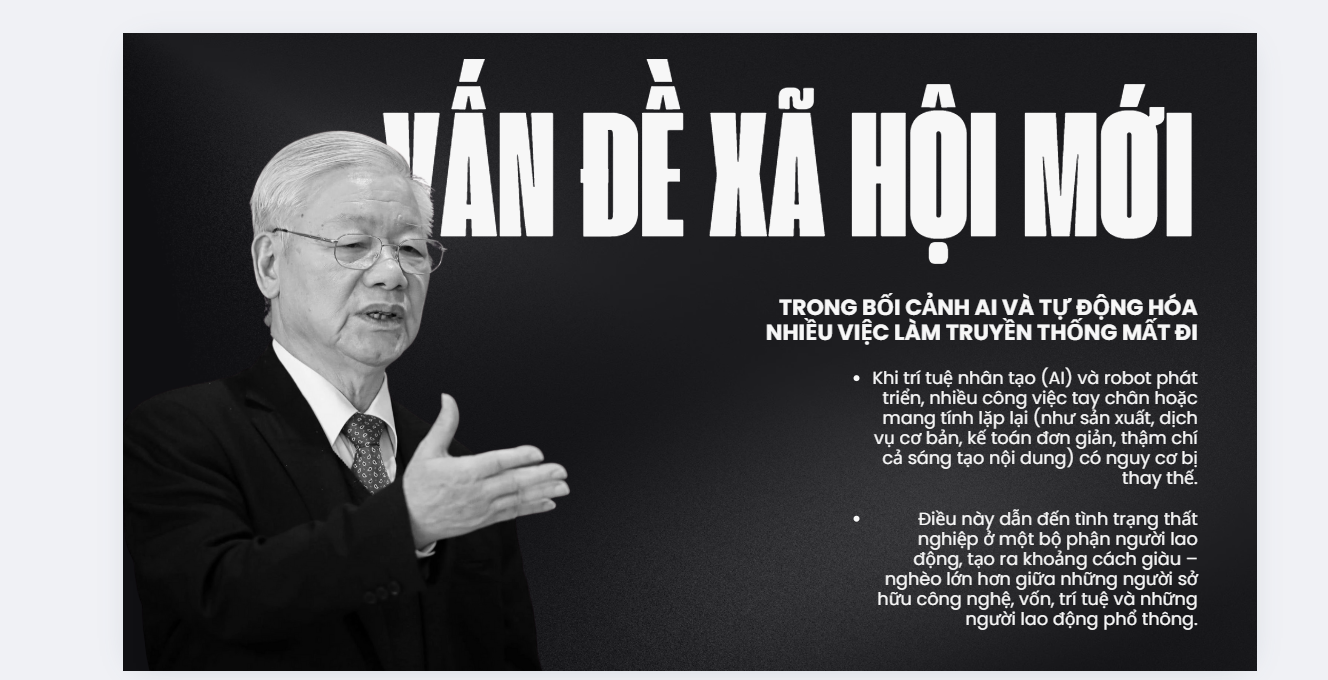 VẤN ĐỀ XÃ HỘI MỚI
TRONG BỐI CẢNH AI VÀ TỰ ĐỘNG HÓA
NHIỀU VIỆC LÀM TRUYỀN THỐNG MẤT ĐI
• Khi trí tuệ nhân tạo (AI) và robot phát
triển, nhiều công việc tay chân hoặc
mang tính lặp lại (như sản xuất, dịch
vụ cơ bản, kế toán đơn giản, thậm chí
cả sáng tạo nội dung) có nguy cơ bị
thay thế.
• Điều này dẫn đến tình trạng thất
nghiệp ở một bộ phận người lao
động, tạo ra khoảng cách giàu –
nghèo lớn hơn giữa những người sở
hữu công nghệ, vốn, trí tuệ và những
người lao động phổ thông.